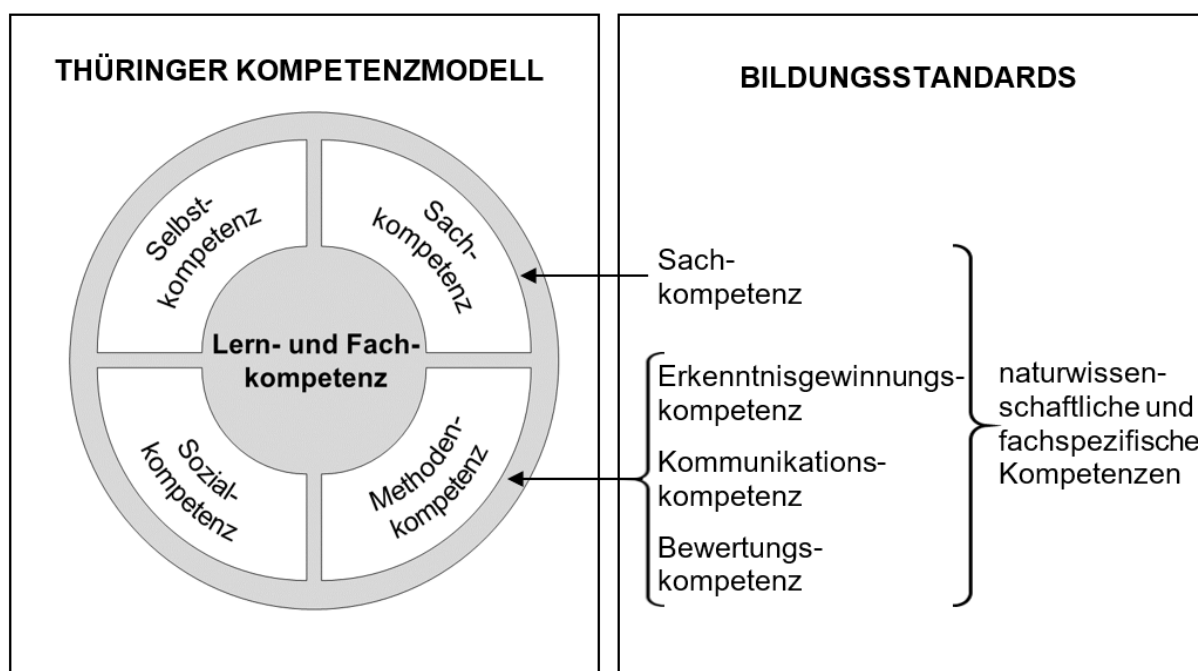 THÜRINGER KOMPETENZMODELL
Selbst-
kompetenz
Sach-
kompetenz
Lern- und Fach-
kompetenz
Sozial-
kompetenz
Methoden-
kompetenz
BILDUNGSSTANDARDS
Sach-
kompetenz
Erkenntnisgewinnungs-
kompetenz
Kommunikations-
kompetenz
Bewertungs-
kompetenz
naturwissen-
schaftliche und
fachspezifische
Kompetenzen